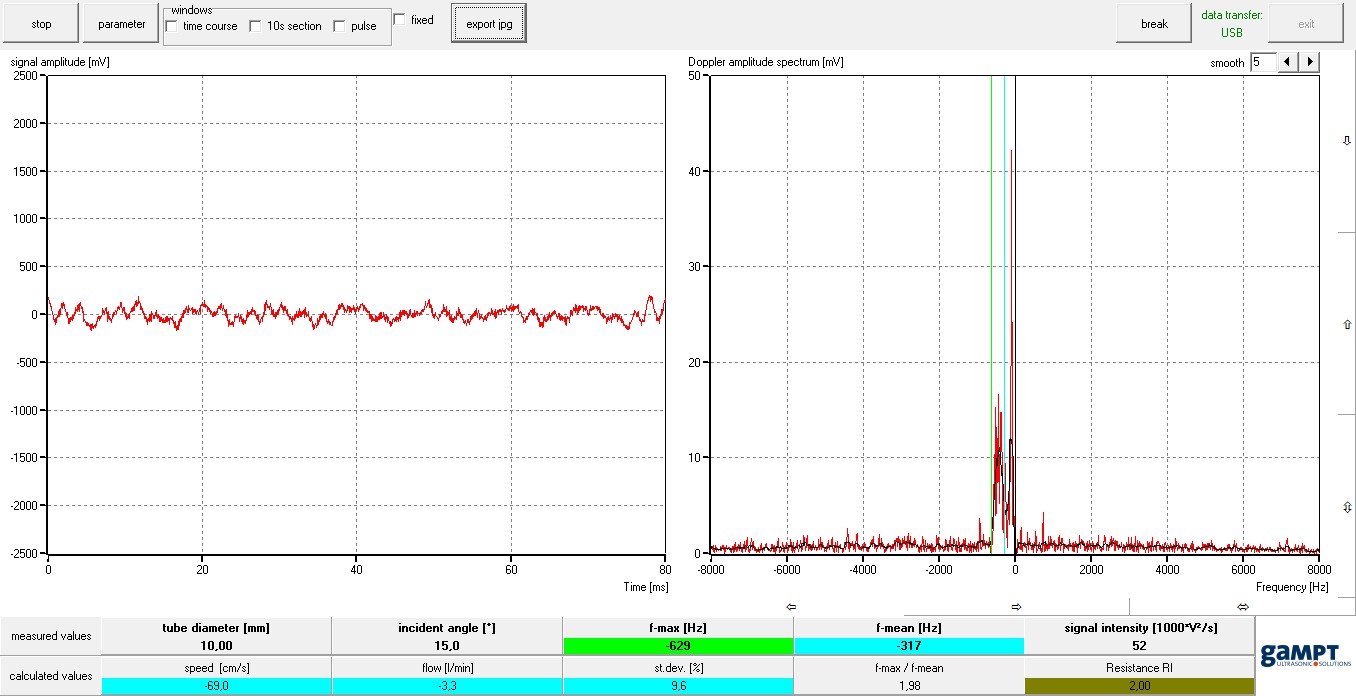 stop
parameter
windows
time course
10s section
pulse
fixed
export jpg
break
data transfer:
USB
exit
signal amplitude [mV]
2500
2000
1500
1000
500
0
-500
-1000
-1500
-2000
-2500
0 20 40 60 80
Time [ms]
Doppler amplitude spectrum [mV]
smooth 5
50
40
30
20
10
0
-8000 -6000 -4000 -2000 0 2000 4000 6000 8000
Frequency [Hz]
measured values
tube diameter [mm] incident angle [°] f-max [Hz] f-mean [Hz] signal intensity [1000*V²/s]
10,00 15,0 -629 -317 52
calculated values
speed [cm/s] flow [l/min] st.dev. [%] f-max / f-mean Resistance RI
-69,0 -3,3 9,6 1,98 2,00
gAMPT
ULTRASONIC SOLUTIONS